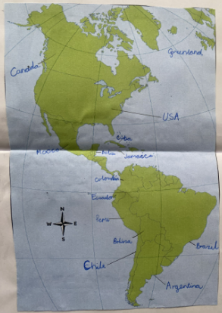 Greenland
Canada
USA
Cuba
Mexico
Jamaica
Colombia
Ecuador
N
W E
S
Peru
Bolivia
Brazil
Chile
Argentina